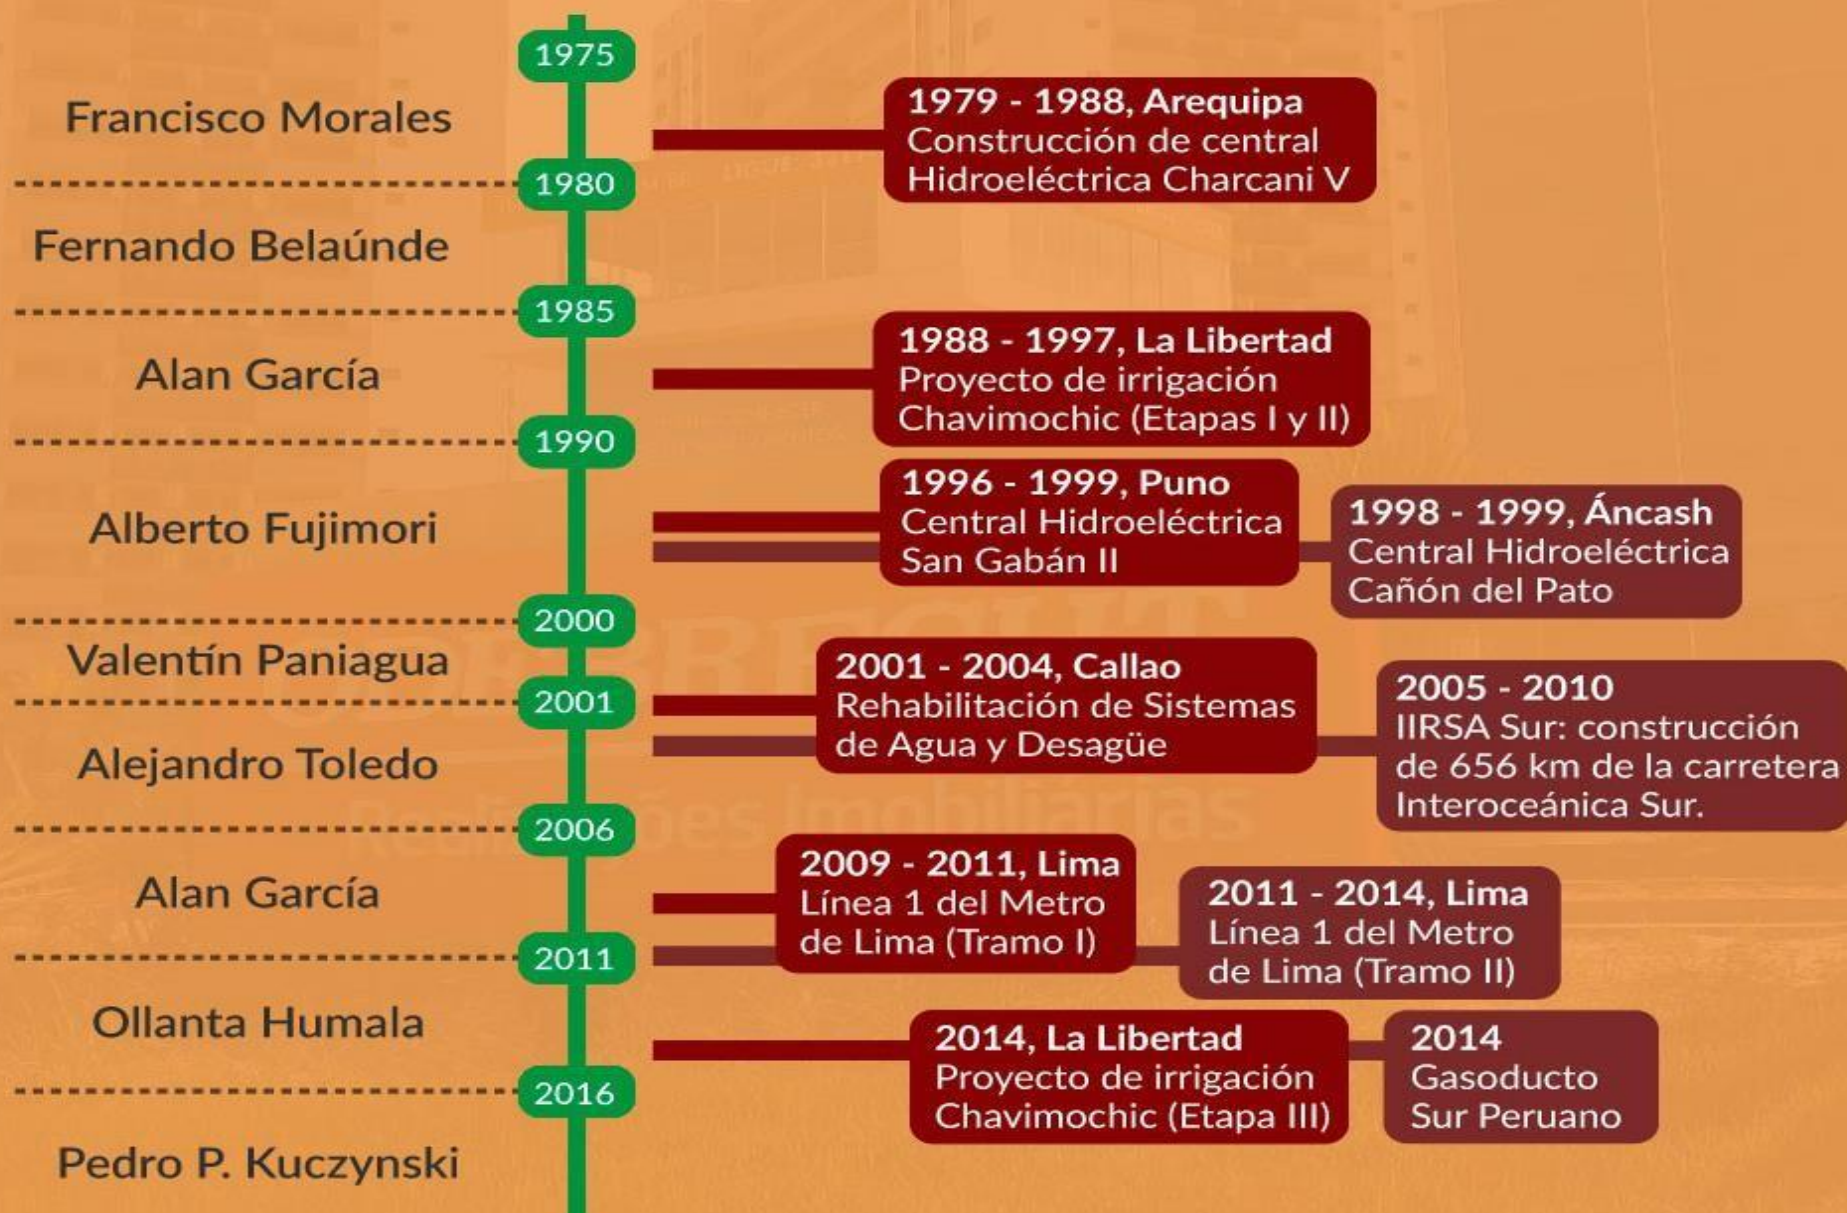 1975
Francisco Morales
1979 - 1988, Arequipa
Construcción de central
Hidroeléctrica Charcani V
1980
Fernando Belaúnde
1985
Alan García
1988 - 1997, La Libertad
Proyecto de irrigación
Chavimochic (Etapas I y II)
1990
Alberto Fujimori
1996 - 1999, Puno
Central Hidroeléctrica
San Gabán II
1998 - 1999, Áncash
Central Hidroeléctrica
Cañón del Pato
2000
Valentín Paniagua
2001
2001 - 2004, Callao
Rehabilitación de Sistemas
de Agua y Desagüe
2005 - 2010
IIRSA Sur: construcción
de 656 km de la carretera
Interoceánica Sur.
Alejandro Toledo
2006
Alan García
2009 - 2011, Lima
Línea 1 del Metro
de Lima (Tramo I)
2011 - 2014, Lima
Línea 1 del Metro
de Lima (Tramo II)
2011
Ollanta Humala
2014, La Libertad
Proyecto de irrigación
Chavimochic (Etapa III)
2014
Gasoducto
Sur Peruano
2016
Pedro P. Kuczynski